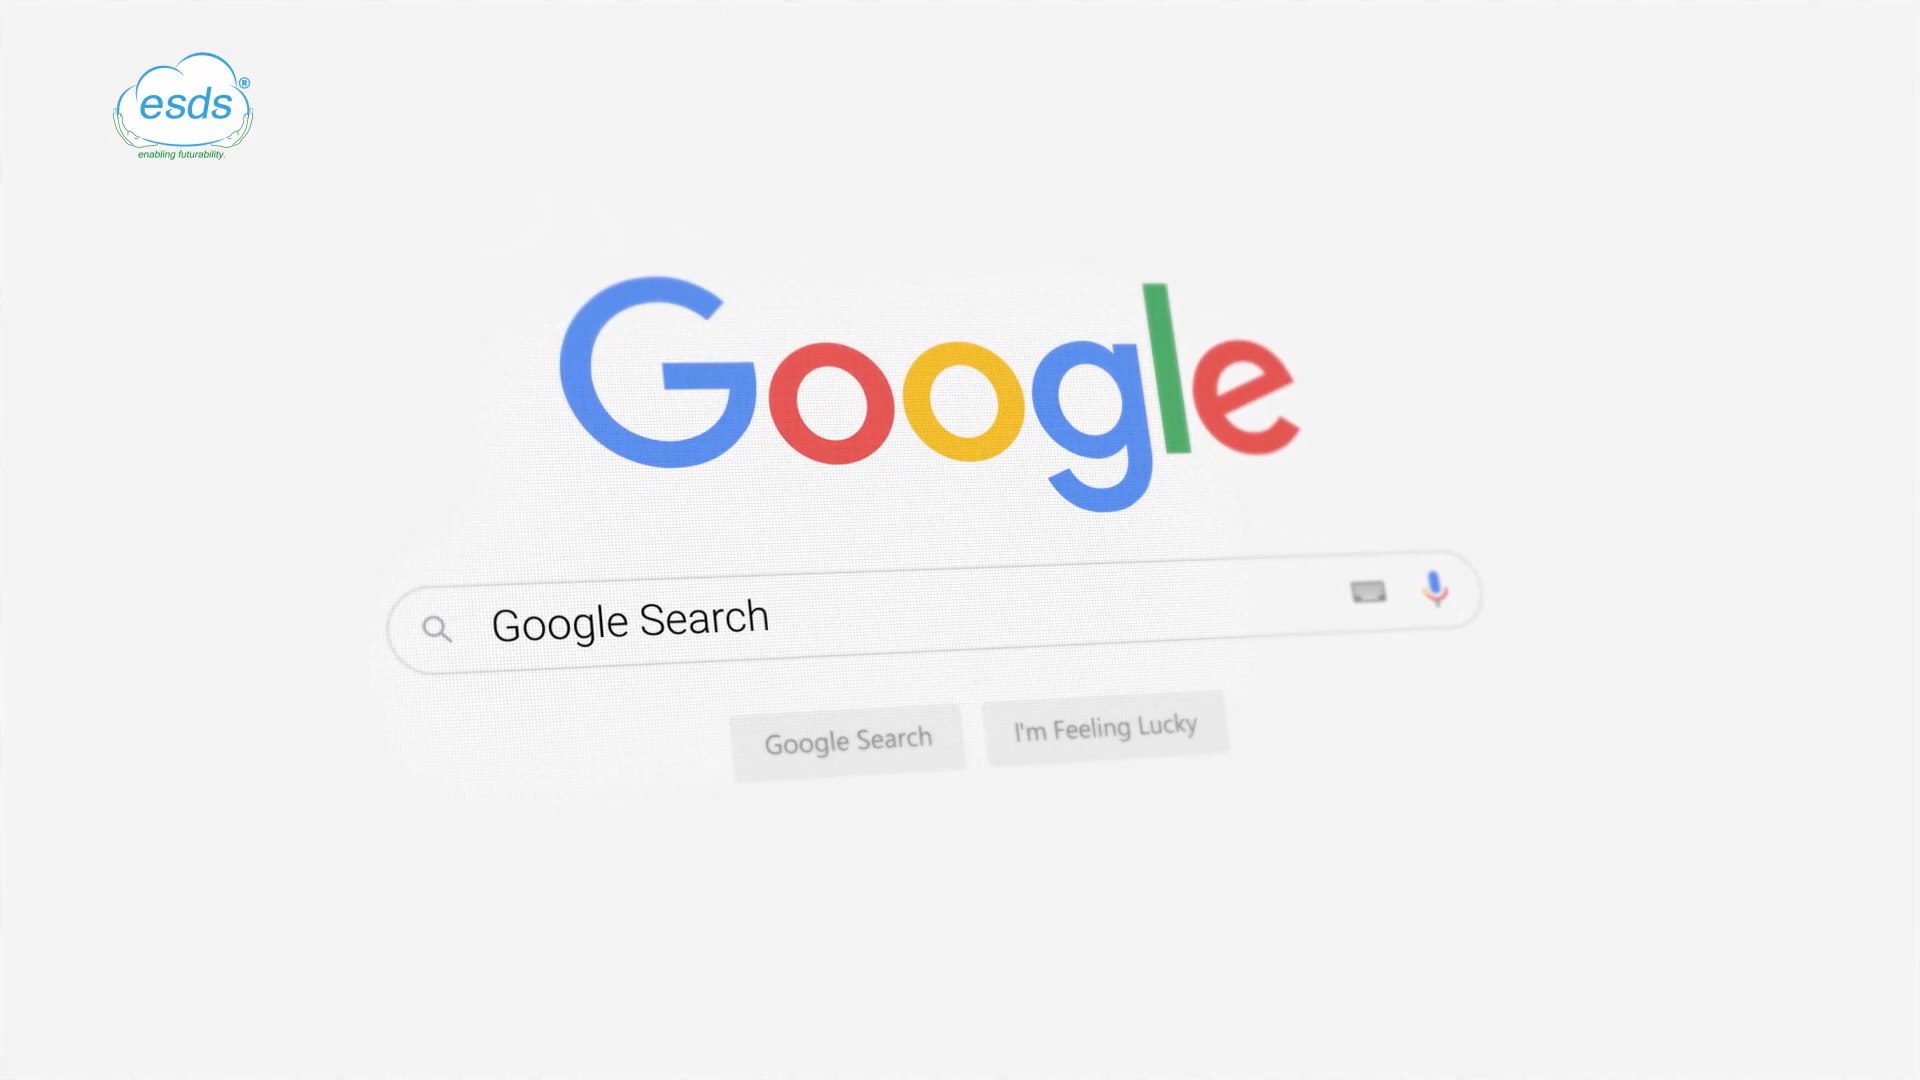 esds®
enabling futurability.
Google
Google Search
Google Search
I'm Feeling Lucky